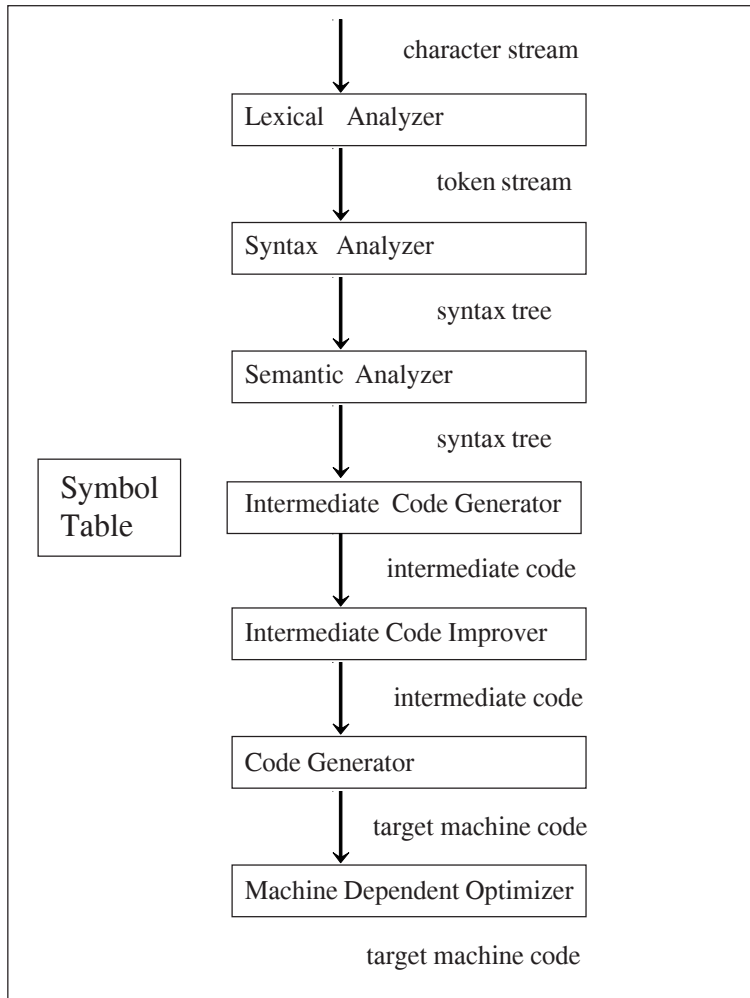 character stream
Lexical Analyzer
token stream
Syntax Analyzer
syntax tree
Semantic Analyzer
syntax tree
Symbol
Table
Intermediate Code Generator
intermediate code
Intermediate Code Improver
intermediate code
Code Generator
target machine code
Machine Dependent Optimizer
target machine code